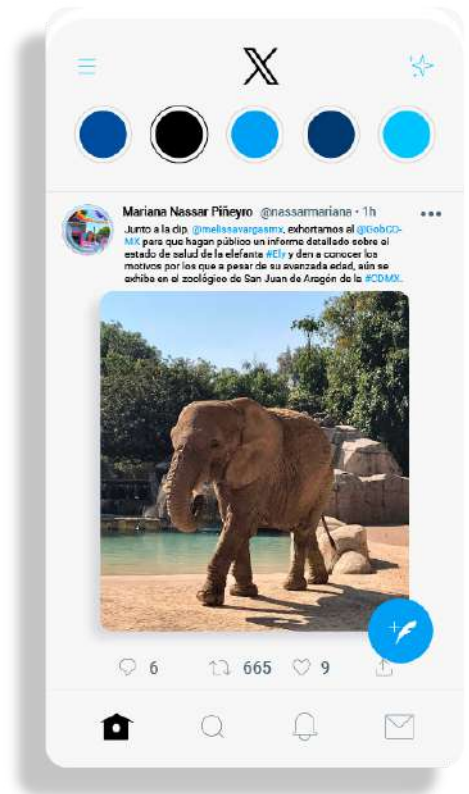 X
Mariana Nassar Piñeyro @nassarmariana · 1h
Junto a la dip. @melissavargasmx, exhortamos al @GobCD-
MX para que hagan público un informe detallado sobre el
estado de salud de la elefanta #Ely y den a conocer los
motivos por los que a pesar de su avanzada edad, aún se
exhibe en el zoológico de San Juan de Aragón de la #CDMX.
6 665 9